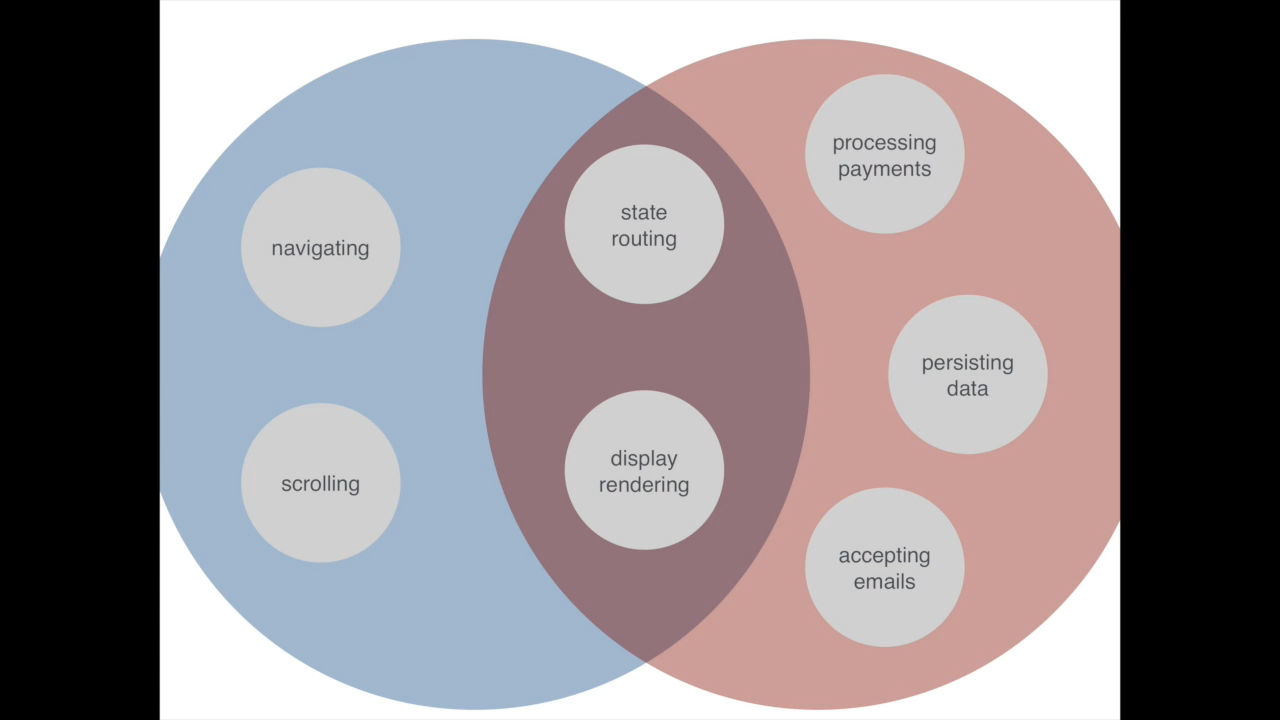 navigating
scrolling
state
routing
display
rendering
processing
payments
persisting
data
accepting
emails